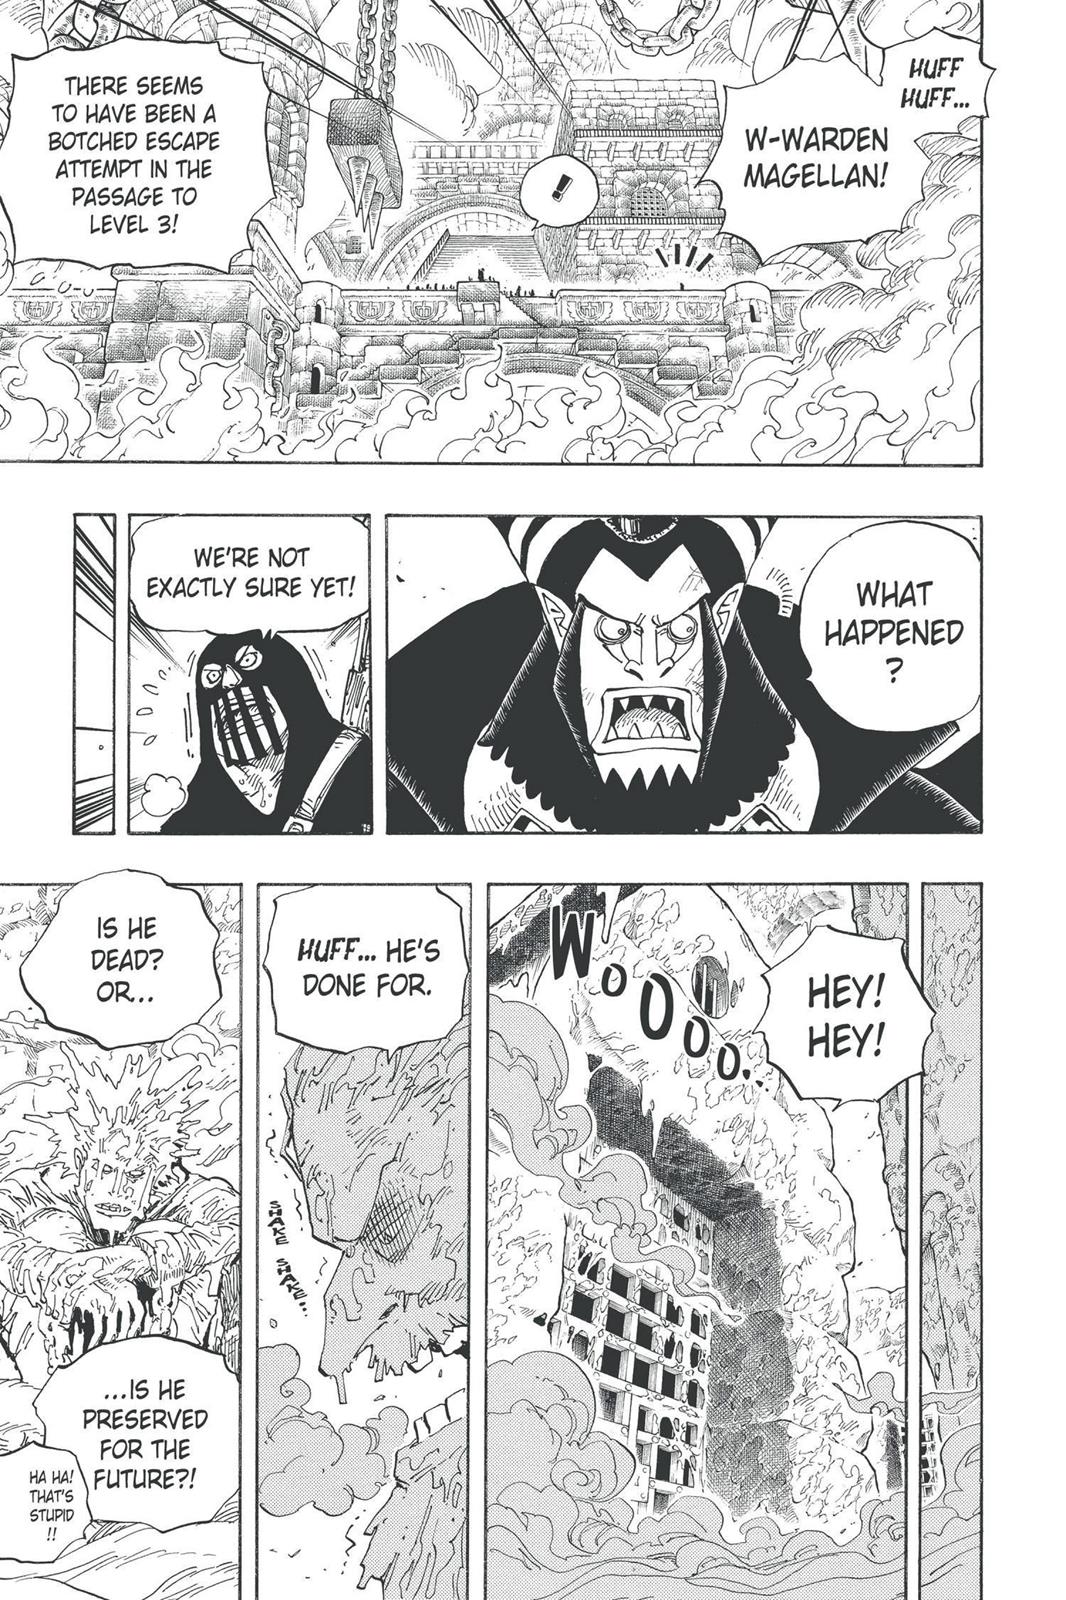 HUFF
HUFF...
W-WARDEN
MAGELLAN!
!
THERE SEEMS
TO HAVE BEEN A
BOTCHED ESCAPE
ATTEMPT IN THE
PASSAGE TO
LEVEL 3!
WHAT
HAPPENED
?
WE'RE NOT
EXACTLY SURE YET!
HEY!
HEY!
WOOOOO...
HUFF... HE'S
DONE FOR.
SHAKE SHAKE...
IS HE
DEAD?
OR...
...IS HE
PRESERVED
FOR THE
FUTURE?!
HA HA!
THAT'S
STUPID
!!